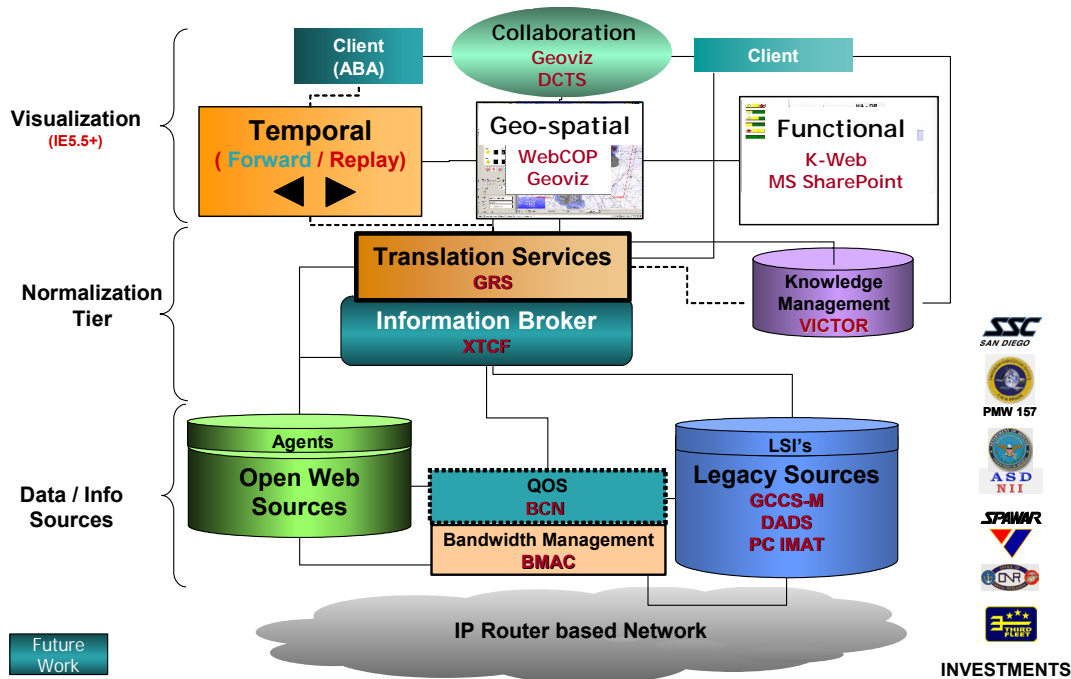 Client
(ABA)
Collaboration
Geoviz
DCTS
Client
Visualization
(IE5.5+)
Temporal
( Forward / Replay)
Geo-spatial
WebCOP
Geoviz
Functional
K-Web
MS SharePoint
Normalization
Tier
Translation Services
GRS
Information Broker
XTCF
Knowledge
Management
VICTOR
SSC
SAN DIEGO
PMW 157
Data / Info
Sources
Agents
Open Web
Sources
QOS
BCN
Bandwidth Management
BMAC
LSI's
Legacy Sources
GCCS-M
DADS
PC IMAT
ASD
NII
SPAWAR
ONR
THIRD
FLEET
IP Router based Network
Future
Work
INVESTMENTS